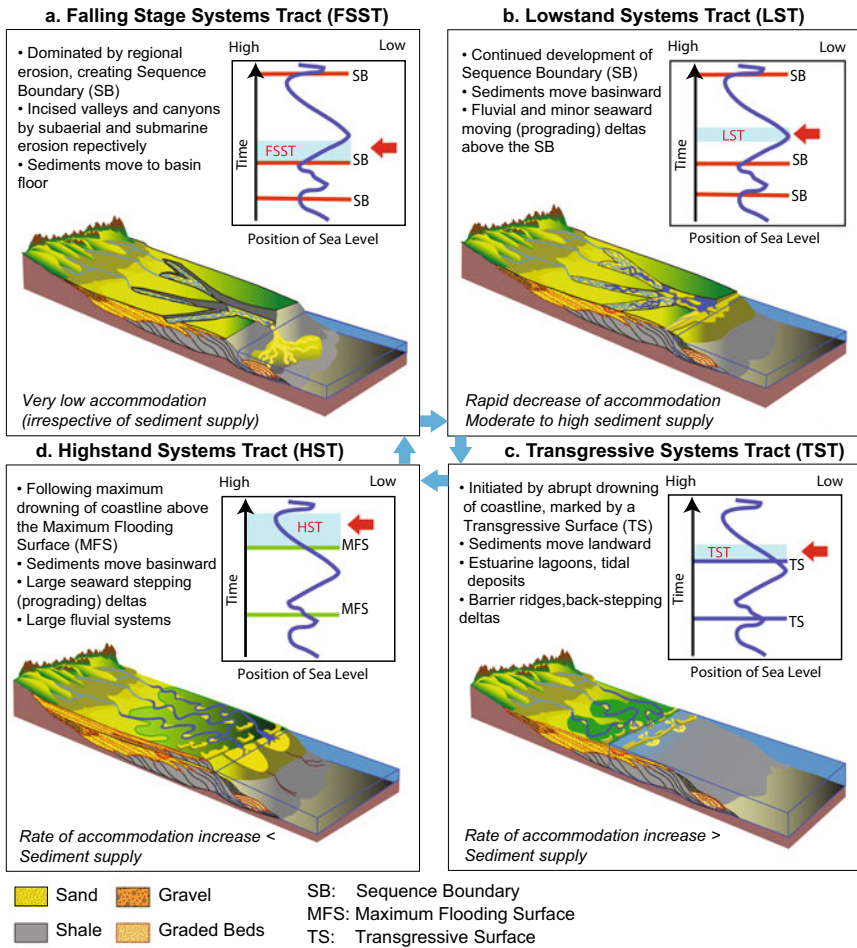 a. Falling Stage Systems Tract (FSST)
• Dominated by regional
erosion, creating Sequence
Boundary (SB)
• Incised valleys and canyons
by subaerial and submarine
erosion repectively
• Sediments move to basin
floor
High
Low
SB
FSST
SB
SB
Time
Position of Sea Level
Very low accommodation
(irrespective of sediment supply)
b. Lowstand Systems Tract (LST)
• Continued development of
Sequence Boundary (SB)
• Sediments move basinward
• Fluvial and minor seaward
moving (prograding) deltas
above the SB
High
Low
SB
LST
SB
SB
Time
Position of Sea Level
Rapid decrease of accommodation
Moderate to high sediment supply
d. Highstand Systems Tract (HST)
• Following maximum
drowning of coastline above
the Maximum Flooding
Surface (MFS)
• Sediments move basinward
• Large seaward stepping
(prograding) deltas
• Large fluvial systems
High
Low
HST
MFS
MFS
Time
Position of Sea Level
Rate of accommodation increase <
Sediment supply
c. Transgressive Systems Tract (TST)
• Initiated by abrupt drowning
of coastline, marked by a
Transgressive Surface (TS)
• Sediments move landward
• Estuarine lagoons, tidal
deposits
• Barrier ridges,back-stepping
deltas
High
Low
TST
TS
TS
Time
Position of Sea Level
Rate of accommodation increase >
Sediment supply
Sand
Gravel
Shale
Graded Beds
SB: Sequence Boundary
MFS: Maximum Flooding Surface
TS: Transgressive Surface